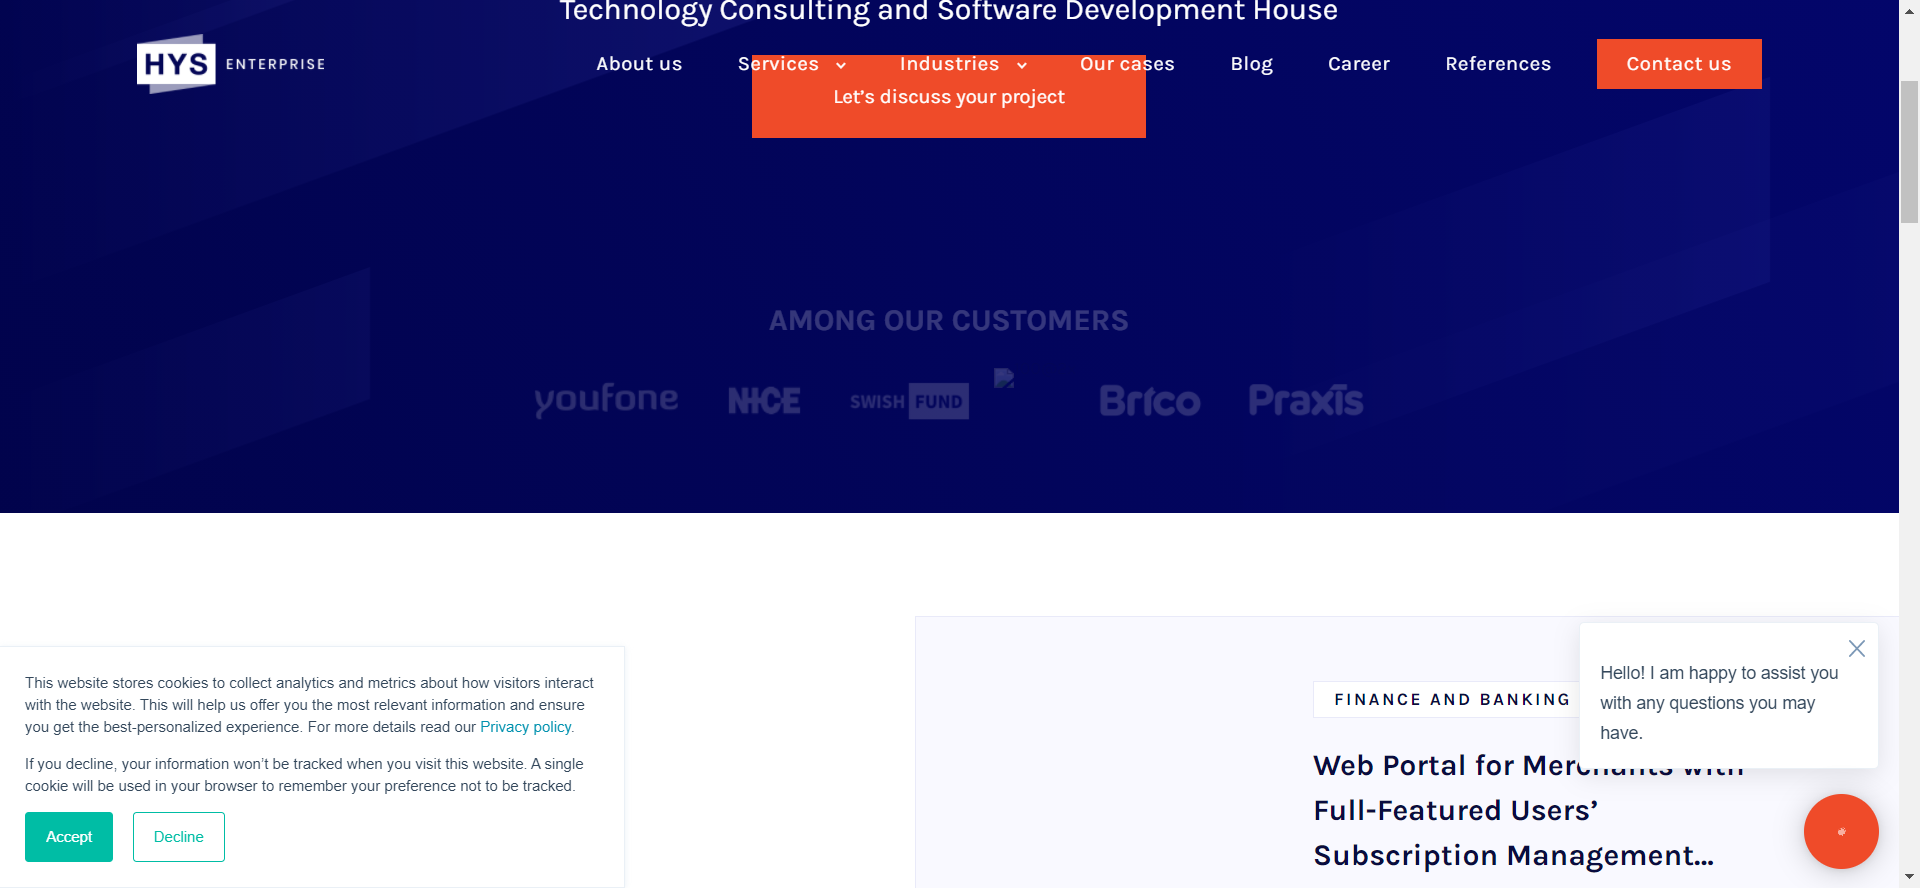 Technology Consulting and Software Development House
HYS ENTERPRISE
About us Services Industries Our cases Blog Career References Contact us
Let’s discuss your project
AMONG OUR CUSTOMERS
youfone NICE SWISH FUND Brico Praxis
This website stores cookies to collect analytics and metrics about how visitors interact
with the website. This will help us offer you the most relevant information and ensure
you get the best-personalized experience. For more details read our Privacy policy.
If you decline, your information won’t be tracked when you visit this website. A single
cookie will be used in your browser to remember your preference not to be tracked.
Accept Decline
FINANCE AND BANKING
Web Portal for Merchants with
Full-Featured Users’
Subscription Management...
Hello! I am happy to assist you
with any questions you may
have.